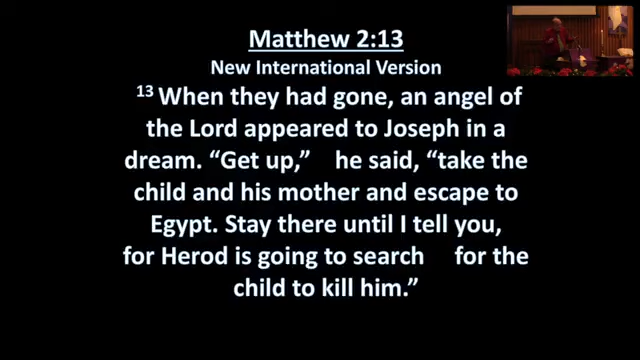 Matthew 2:13
New International Version
13 When they had gone, an angel of
the Lord appeared to Joseph in a
dream. “Get up,” he said, “take the
child and his mother and escape to
Egypt. Stay there until I tell you,
for Herod is going to search for the
child to kill him.”